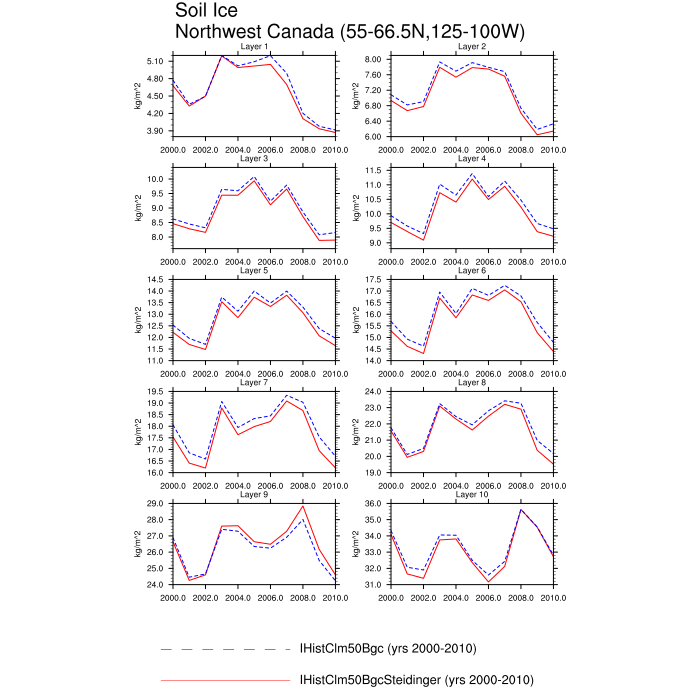 Soil Ice
Northwest Canada (55-66.5N,125-100W)
Layer 1
Layer 2
5.10
4.80
4.50
4.20
3.90
kg/m^2
2000.0 2002.0 2004.0 2006.0 2008.0 2010.0
8.00
7.60
7.20
6.80
6.40
6.00
kg/m^2
2000.0 2002.0 2004.0 2006.0 2008.0 2010.0
Layer 3
Layer 4
10.0
9.5
9.0
8.5
8.0
kg/m^2
2000.0 2002.0 2004.0 2006.0 2008.0 2010.0
11.5
11.0
10.5
10.0
9.5
9.0
kg/m^2
2000.0 2002.0 2004.0 2006.0 2008.0 2010.0
Layer 5
Layer 6
14.5
14.0
13.5
13.0
12.5
12.0
11.5
11.0
kg/m^2
2000.0 2002.0 2004.0 2006.0 2008.0 2010.0
17.5
17.0
16.5
16.0
15.5
15.0
14.5
14.0
kg/m^2
2000.0 2002.0 2004.0 2006.0 2008.0 2010.0
Layer 7
Layer 8
19.5
19.0
18.5
18.0
17.5
17.0
16.5
16.0
kg/m^2
2000.0 2002.0 2004.0 2006.0 2008.0 2010.0
24.0
23.0
22.0
21.0
20.0
19.0
kg/m^2
2000.0 2002.0 2004.0 2006.0 2008.0 2010.0
Layer 9
Layer 10
29.0
28.0
27.0
26.0
25.0
24.0
kg/m^2
2000.0 2002.0 2004.0 2006.0 2008.0 2010.0
36.0
35.0
34.0
33.0
32.0
31.0
kg/m^2
2000.0 2002.0 2004.0 2006.0 2008.0 2010.0
IHistClm50Bgc (yrs 2000-2010)
IHistClm50BgcSteidinger (yrs 2000-2010)